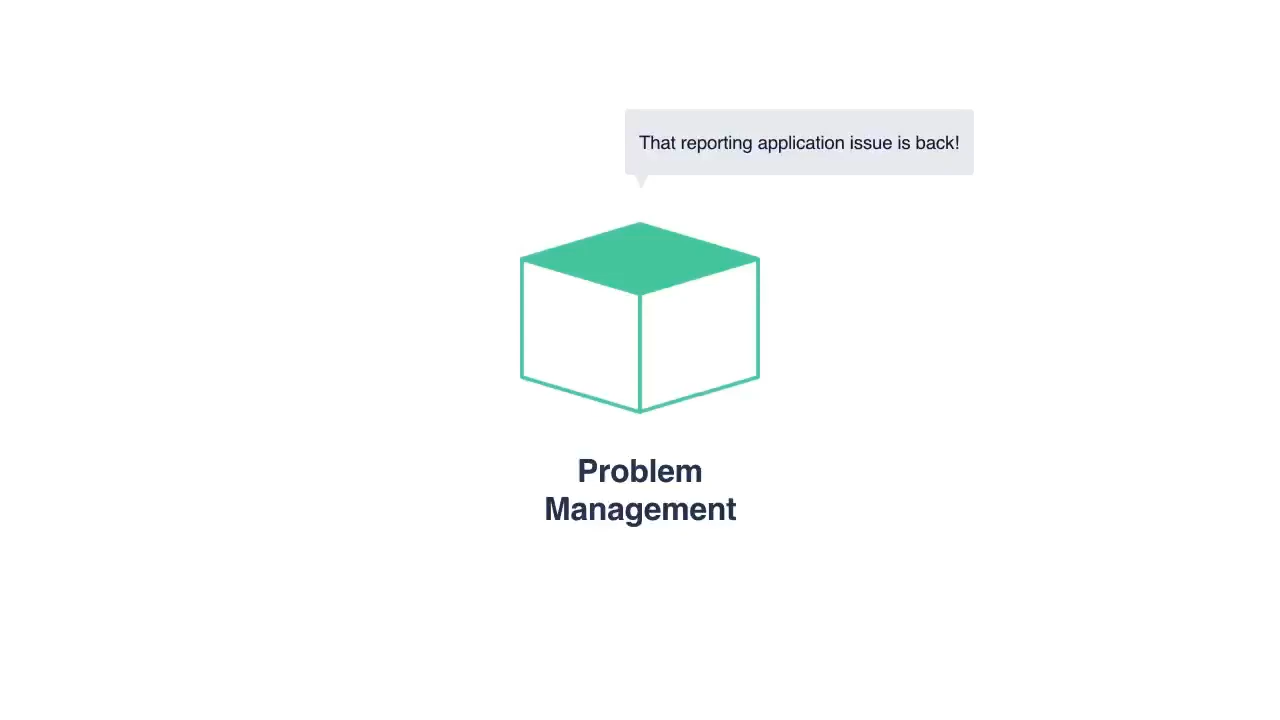 That reporting application issue is back!
Problem
Management